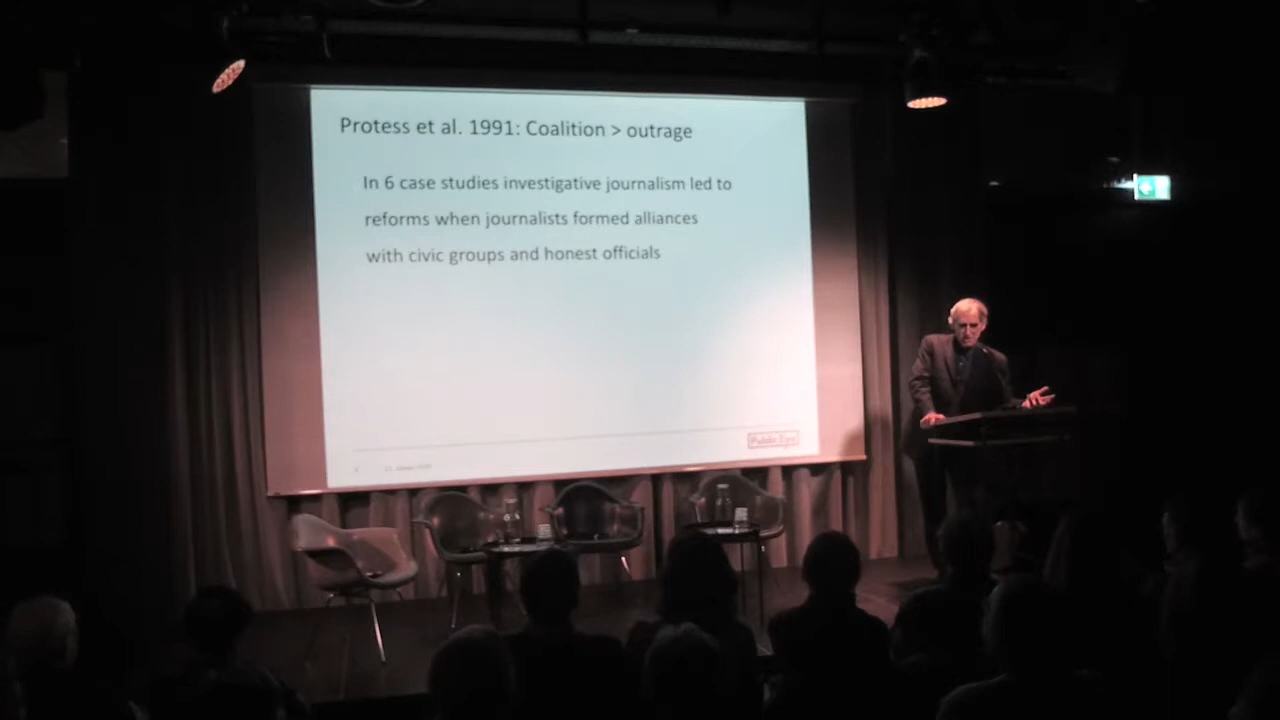 Protess et al. 1991: Coalition > outrage
In 6 case studies investigative journalism led to
reforms when journalists formed alliances
with civic groups and honest officials
Public Eye